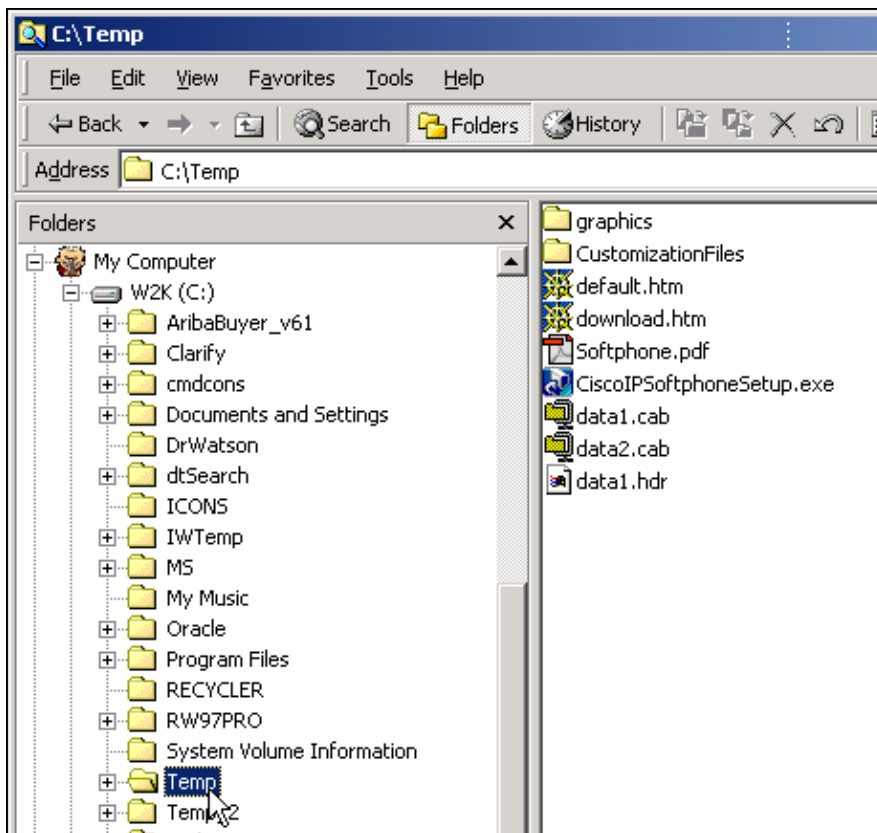 C:\Temp
File Edit View Favorites Tools Help
Back Search Folders History
Address C:\Temp
Folders
My Computer
W2K (C:)
AribaBuyer_v61
Clarify
cmdcons
Documents and Settings
DrWatson
dtSearch
ICONS
IWTemp
MS
My Music
Oracle
Program Files
RECYCLER
RW97PRO
System Volume Information
Temp
graphics
CustomizationFiles
default.htm
download.htm
Softphone.pdf
CiscoIPSoftphoneSetup.exe
data1.cab
data2.cab
data1.hdr